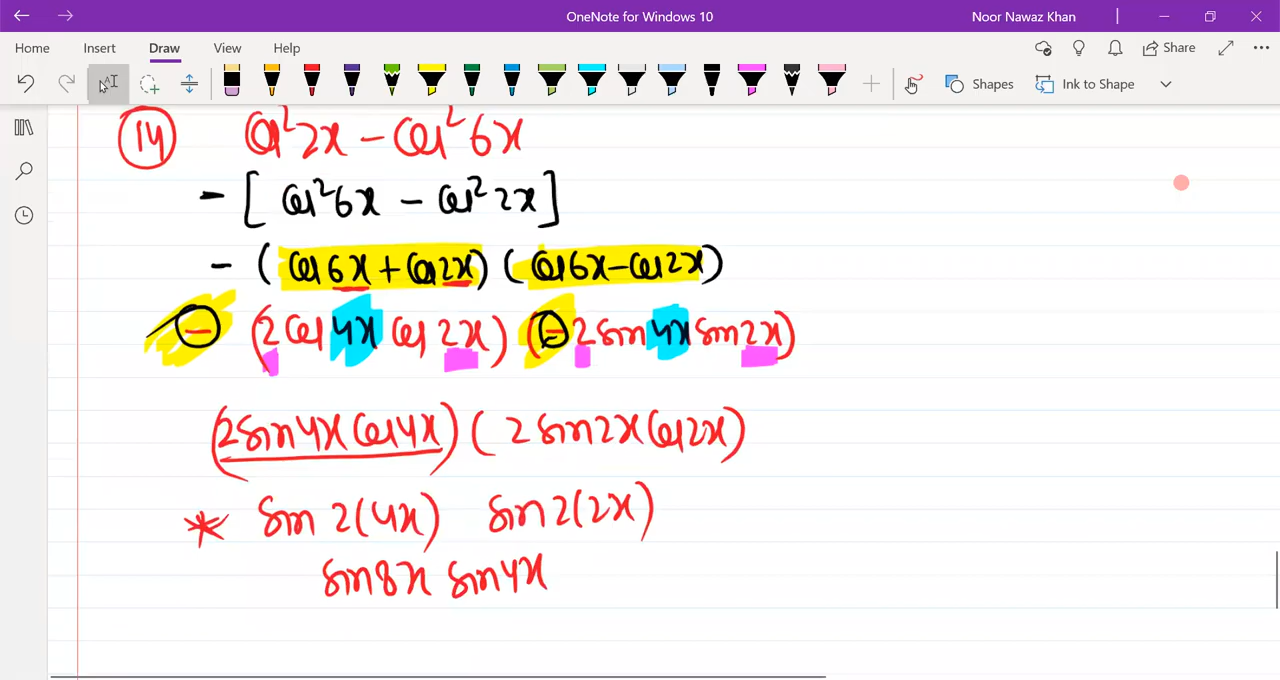 OneNote for Windows 10
Noor Nawaz Khan
Home Insert Draw View Help
Share
Shapes
Ink to Shape
14 Cos²2x - Cos²6x
- [ Cos²6x - Cos²2x ]
- (Cos6x + Cos2x) (Cos6x - Cos2x)
- (2Cos4x Cos2x) (-2Sin4x Sin2x)
(2Sin4x Cos4x) (2Sin2x Cos2x)
* Sin 2(4x) Sin 2(2x)
Sin8x Sin4x